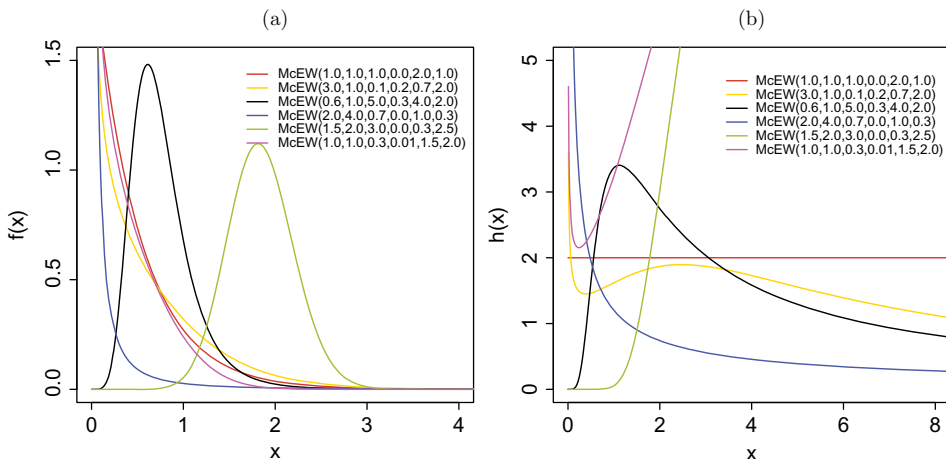 (a)
f(x)
1.5
1.0
0.5
0.0
McEW(1.0,1.0,1.0,0.0,2.0,1.0)
McEW(3.0,1.0,0.1,0.2,0.7,2.0)
McEW(0.6,1.0,5.0,0.3,4.0,2.0)
McEW(2.0,4.0,0.7,0.0,1.0,0.3)
McEW(1.5,2.0,3.0,0.0,0.3,2.5)
McEW(1.0,1.0,0.3,0.01,1.5,2.0)
0 1 2 3 4
x
(b)
h(x)
5
4
3
2
1
0
McEW(1.0,1.0,1.0,0.0,2.0,1.0)
McEW(3.0,1.0,0.1,0.2,0.7,2.0)
McEW(0.6,1.0,5.0,0.3,4.0,2.0)
McEW(2.0,4.0,0.7,0.0,1.0,0.3)
McEW(1.5,2.0,3.0,0.0,0.3,2.5)
McEW(1.0,1.0,0.3,0.01,1.5,2.0)
0 2 4 6 8
x